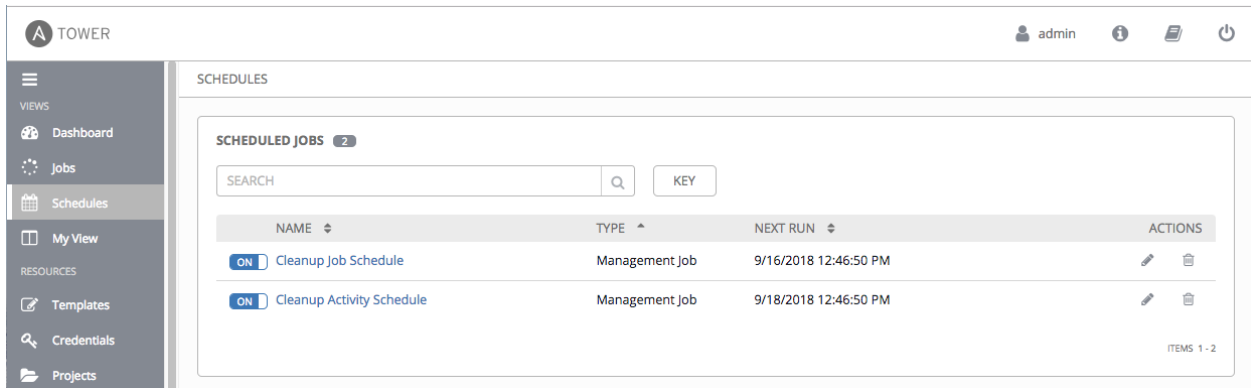 A TOWER
admin
SCHEDULES
VIEWS
Dashboard
Jobs
Schedules
My View
RESOURCES
Templates
Credentials
Projects
SCHEDULED JOBS 2
SEARCH
KEY
NAME TYPE NEXT RUN ACTIONS
ON Cleanup Job Schedule Management Job 9/16/2018 12:46:50 PM
ON Cleanup Activity Schedule Management Job 9/18/2018 12:46:50 PM
ITEMS 1 - 2